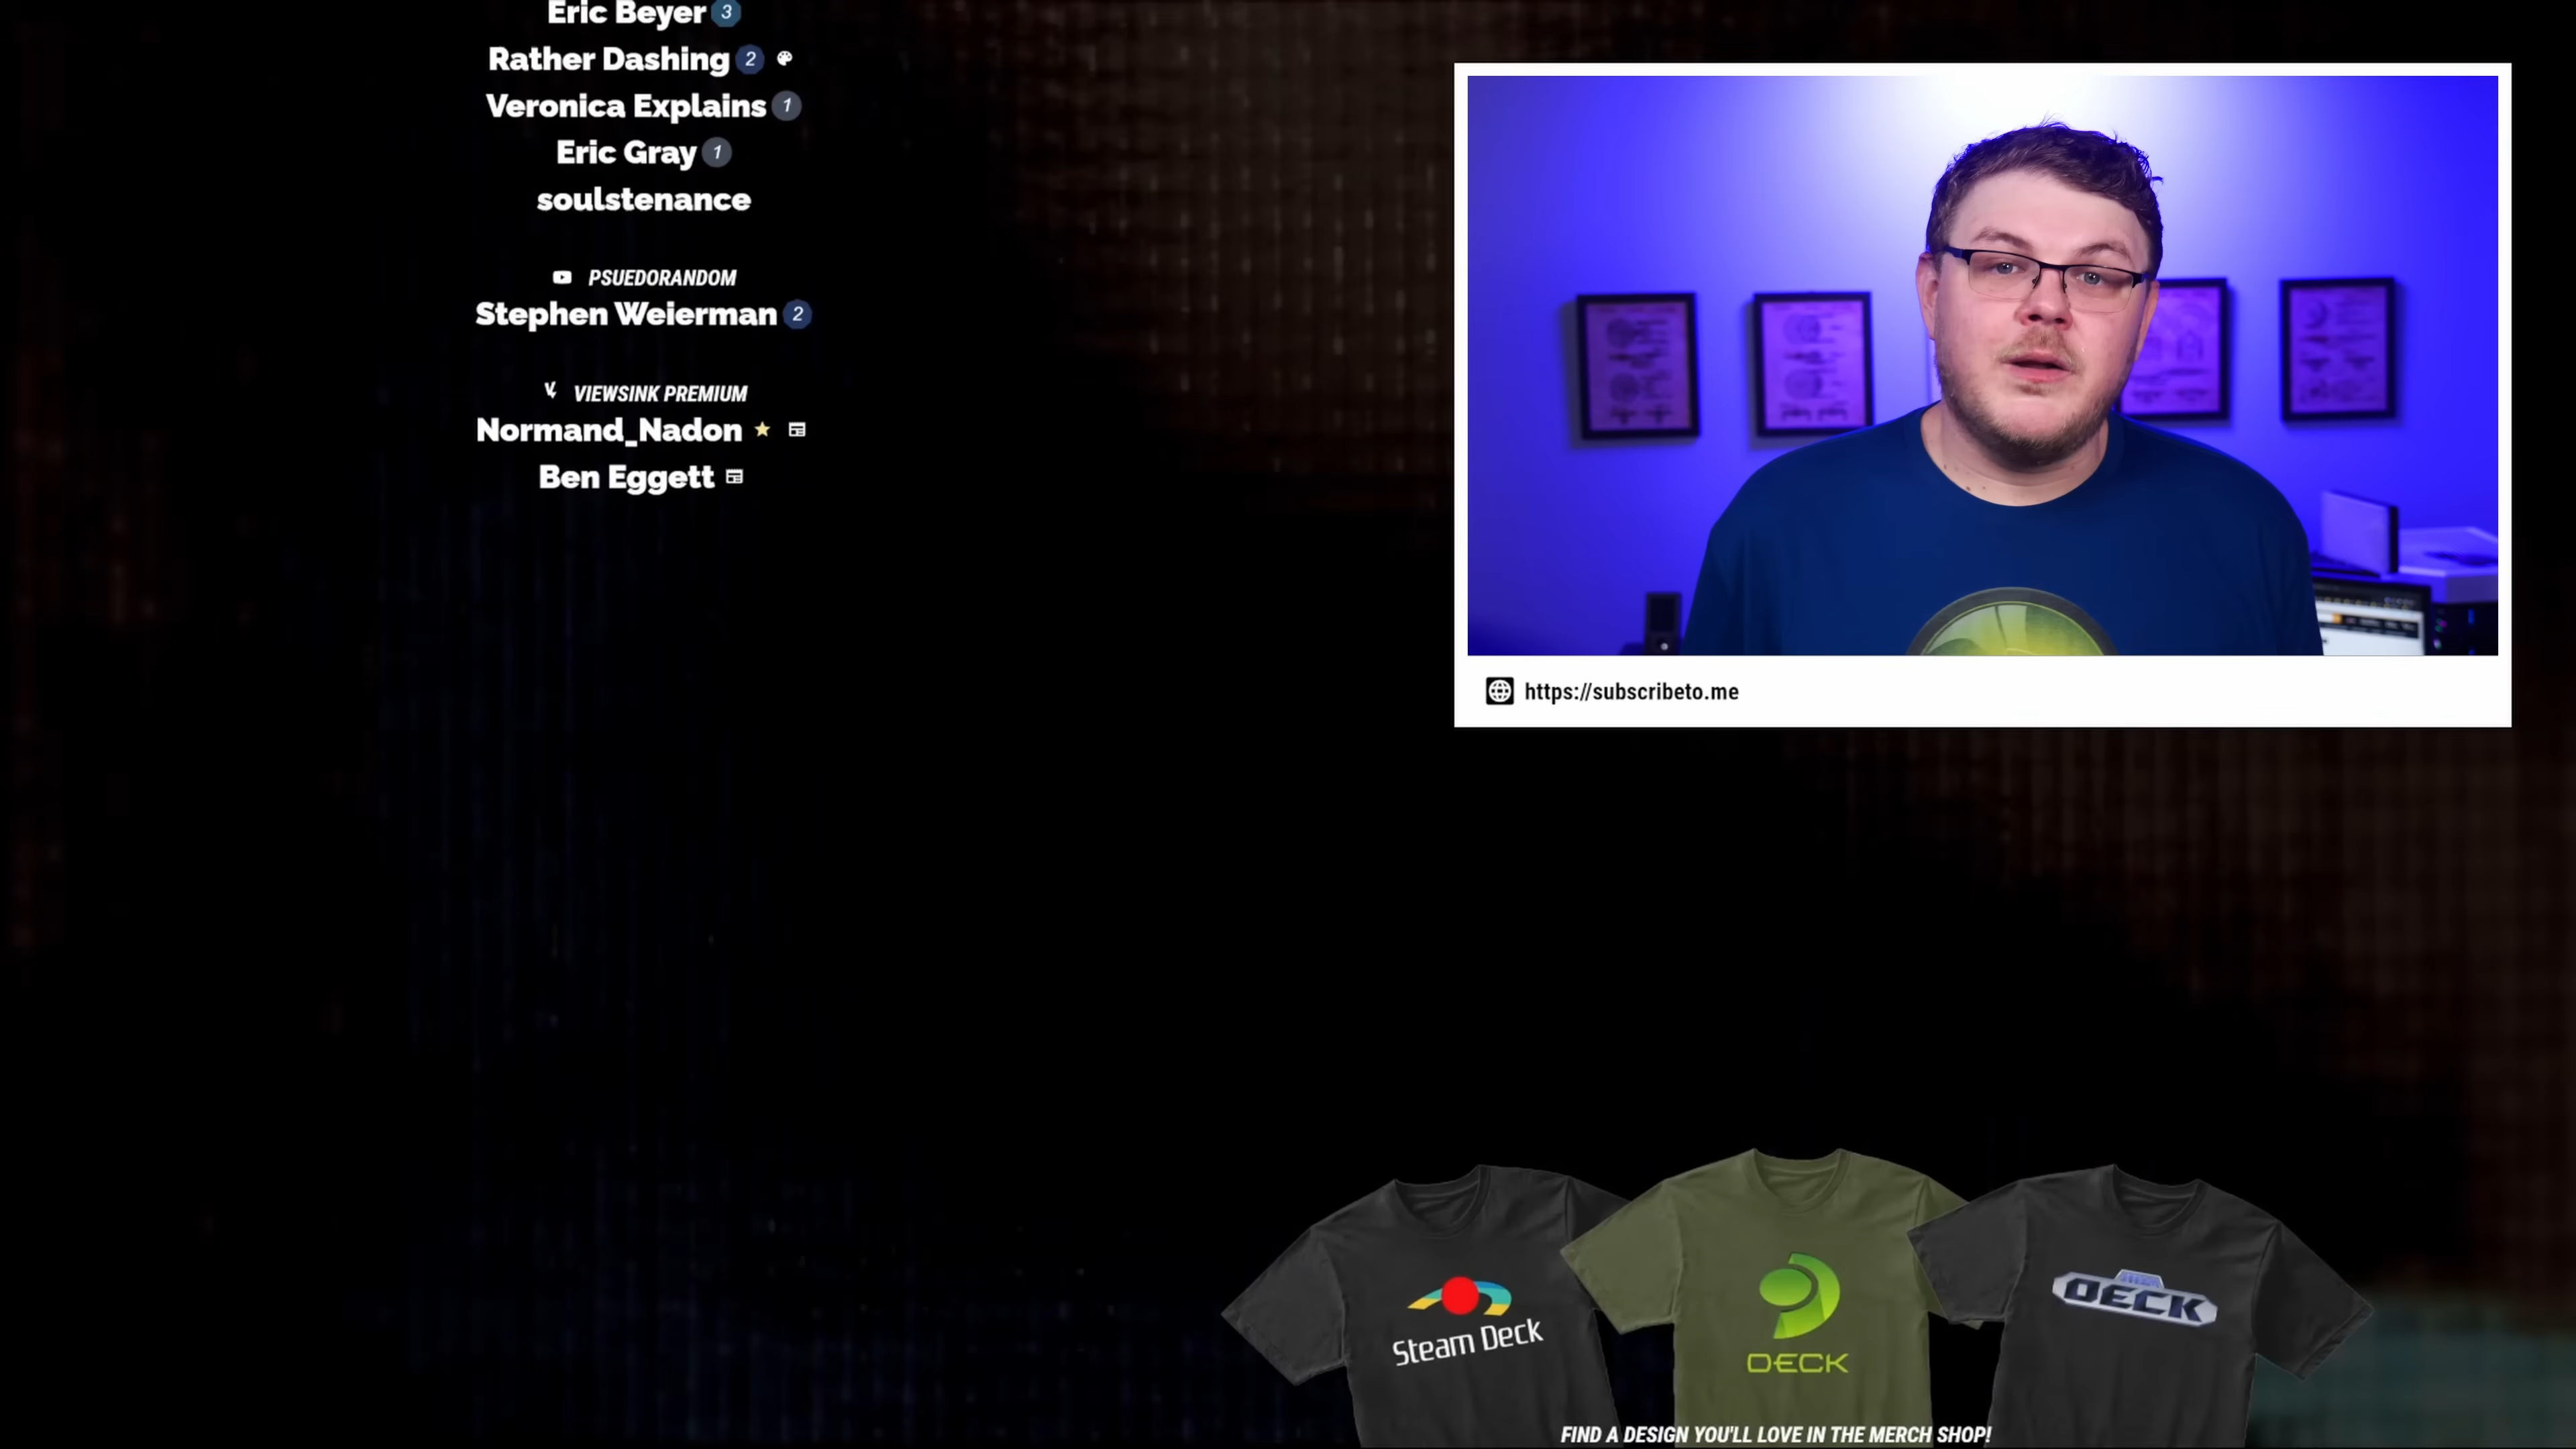 Eric Beyer 3
Rather Dashing 2
Veronica Explains 1
Eric Gray 1
soulstenance
PSUEDORANDOM
Stephen Weierman 2
VIEWSINK PREMIUM
Normand_Nadon
Ben Eggett
https://subscribeto.me
Steam Deck
DECK
DECK
FIND A DESIGN YOU'LL LOVE IN THE MERCH SHOP!